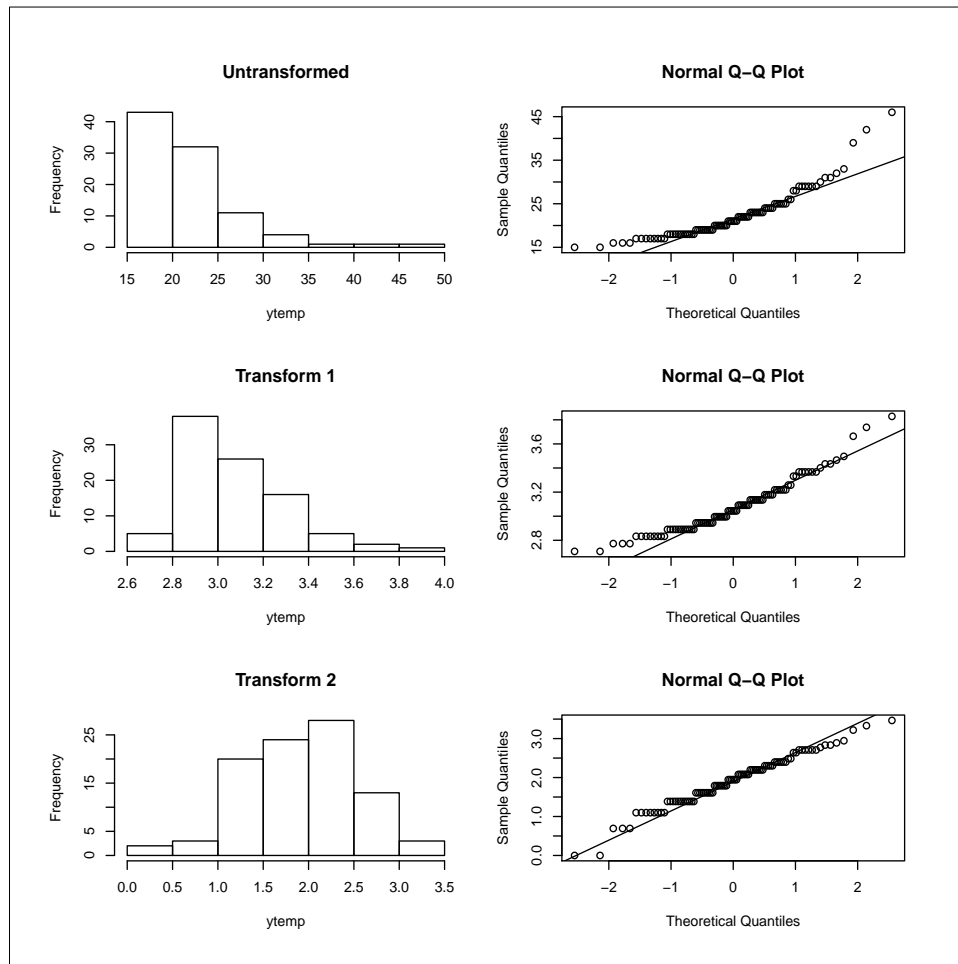 Untransformed
Frequency
0 10 20 30 40
15 20 25 30 35 40 45 50
ytemp
Normal Q−Q Plot
Sample Quantiles
15 25 35 45
−2 −1 0 1 2
Theoretical Quantiles
Transform 1
Frequency
0 10 20 30
2.6 2.8 3.0 3.2 3.4 3.6 3.8 4.0
ytemp
Normal Q−Q Plot
Sample Quantiles
2.8 3.2 3.6
−2 −1 0 1 2
Theoretical Quantiles
Transform 2
Frequency
0 5 15 25
0.0 0.5 1.0 1.5 2.0 2.5 3.0 3.5
ytemp
Normal Q−Q Plot
Sample Quantiles
0.0 1.0 2.0 3.0
−2 −1 0 1 2
Theoretical Quantiles